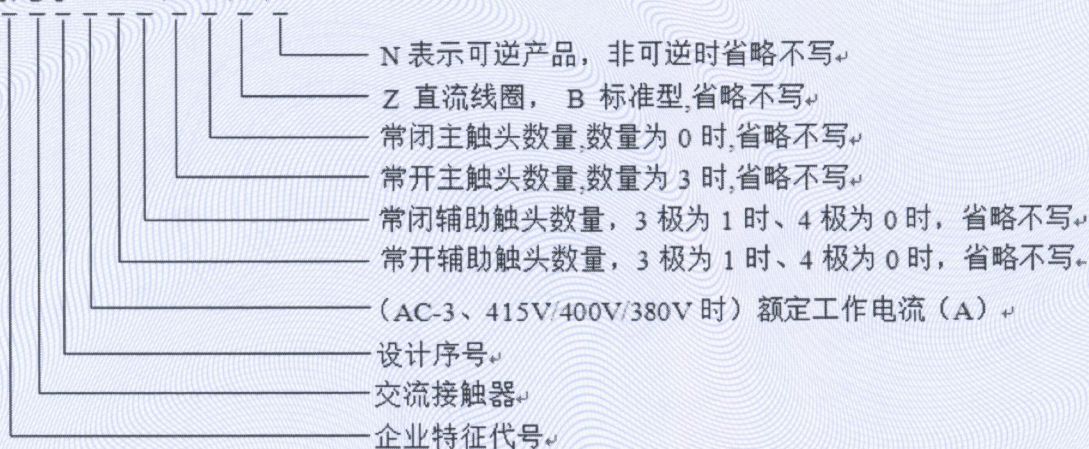 N 表示可逆产品，非可逆时省略不写
Z 直流线圈， B 标准型,省略不写
常闭主触头数量,数量为 0 时,省略不写
常开主触头数量,数量为 3 时,省略不写
常闭辅助触头数量，3 极为 1 时、4 极为 0 时，省略不写
常开辅助触头数量，3 极为 1 时、4 极为 0 时，省略不写
（AC-3、415V/400V/380V 时）额定工作电流（A）
设计序号
交流接触器
企业特征代号